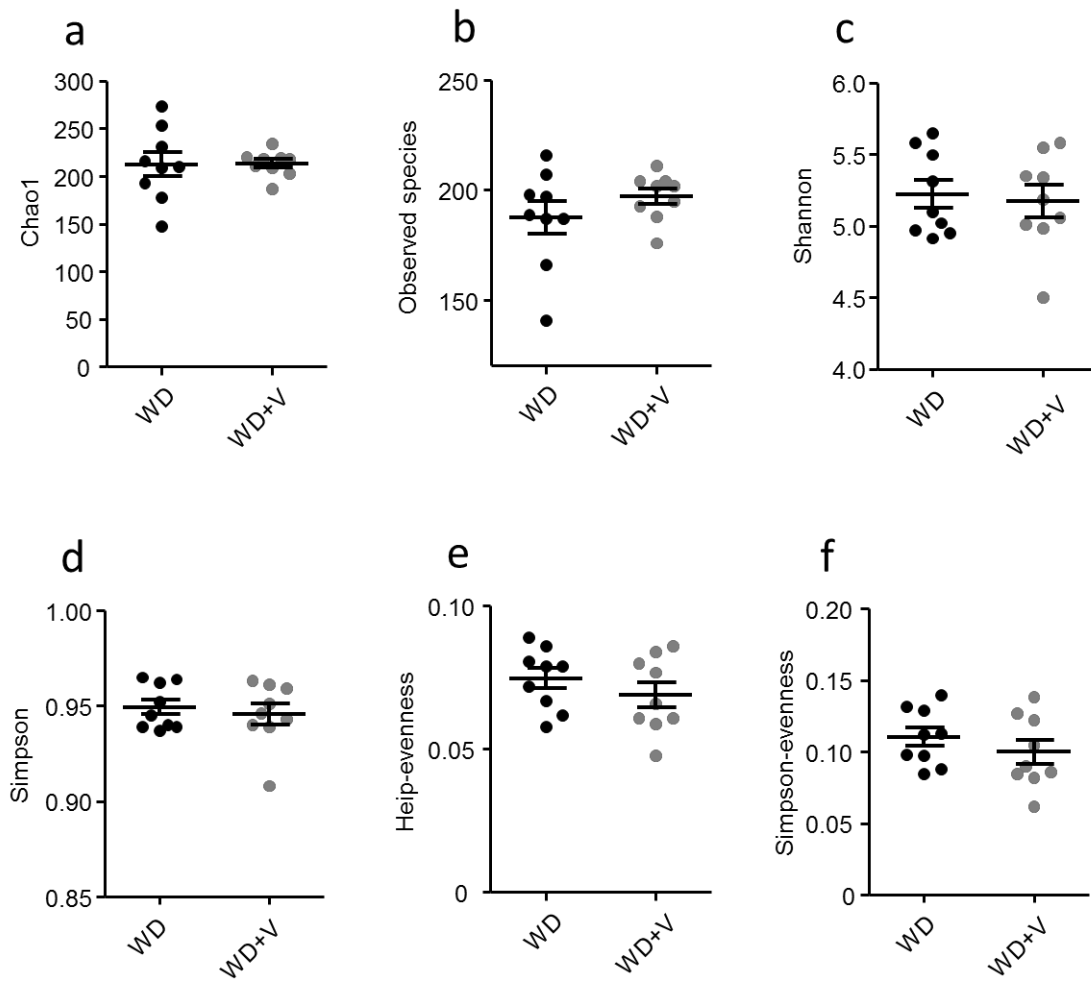 a
Chao1
300
250
200
150
100
50
0
WD
WD+V
b
Observed species
250
200
150
WD
WD+V
c
Shannon
6.0
5.5
5.0
4.5
4.0
WD
WD+V
d
Simpson
1.00
0.95
0.90
0.85
WD
WD+V
e
Heip-evenness
0.10
0.05
0
WD
WD+V
f
Simpson-evenness
0.20
0.15
0.10
0.05
0
WD
WD+V